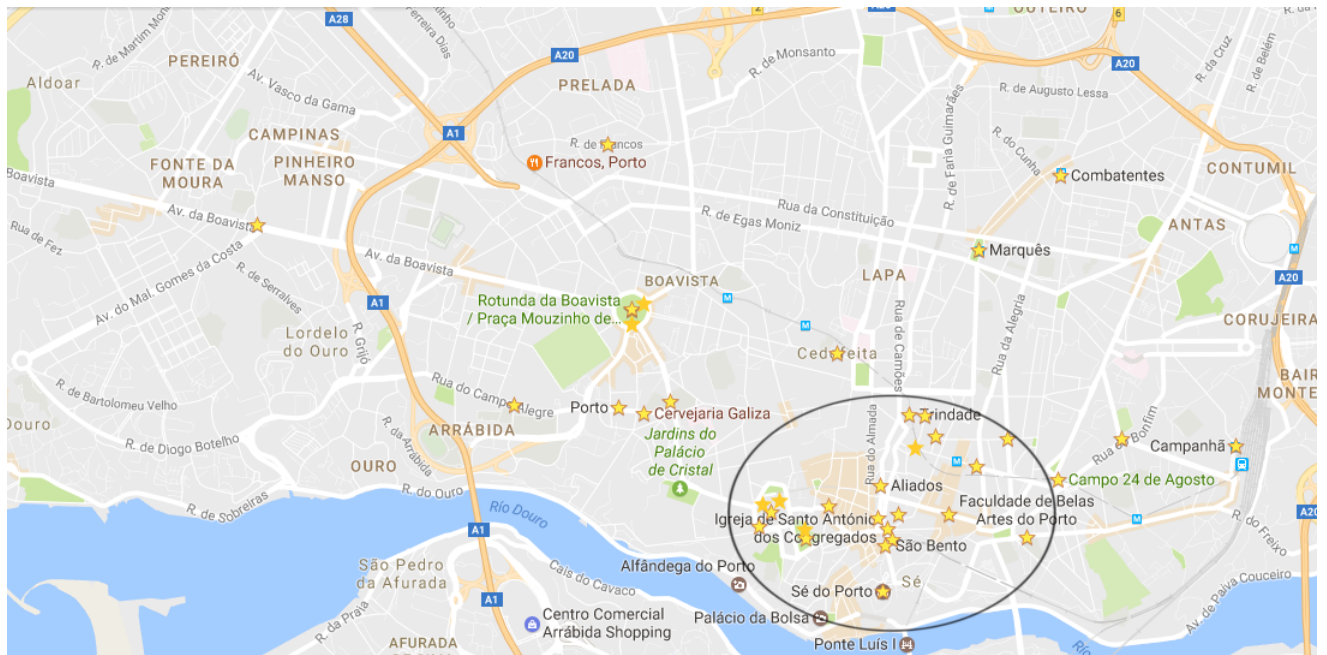 A28
2
A20
OUTEIRO
6
R. de Monsanto
PEREIRÓ
A20
A20
Aldoar
PRELADA
R. da Cruz
R. de Belém
Av. Vasco da Gama
R. de Augusto Lessa
CAMPINAS
A1
R. de Francos
R. de Faria Guimarães
R. do Cunha
FONTE DA
MOURA
PINHEIRO
MANSO
Francos, Porto
Combatentes
CONTUMIL
Boavista
Av. da Boavista
Rua da Constituição
R. de Egas Moniz
ANTAS
Rua de Fez
Marquês
Av. da Boavista
LAPA
R. de Serralves
BOAVISTA
A20
Av. do Mal. Gomes da Costa
A1
Rotunda da Boavista
/ Praça Mouzinho de...
CORUJEIRA
Lordelo
do Ouro
R. Grijó
Rua de Camões
Rua da Alegria
Cedofeita
BAIR
MONTE
R. de Bartolomeu Velho
Rua do Campo Alegre
Porto
Cervejaria Galiza
Trindade
Douro
ARRÁBIDA
Jardins do
Palácio
de Cristal
Rua do Almada
Rua do Bonfim
Campanhã
R. de Diogo Botelho
R. da Arrábida
OURO
Aliados
Campo 24 de Agosto
R. do Ouro
Río Douro
Faculdade de Belas
Artes do Porto
R. de Sobreiras
Igreja de Santo António
dos Congregados
A20
A1
São Bento
R. do Freixo
São Pedro
da Afurada
Alfândega do Porto
Sé
Cais do Cavaco
Sé do Porto
Av. de Paiva Couceiro
A1
R. da Praia
Centro Comercial
Arrábida Shopping
Palácio da Bolsa
AFURADA
Ponte Luís I
Río